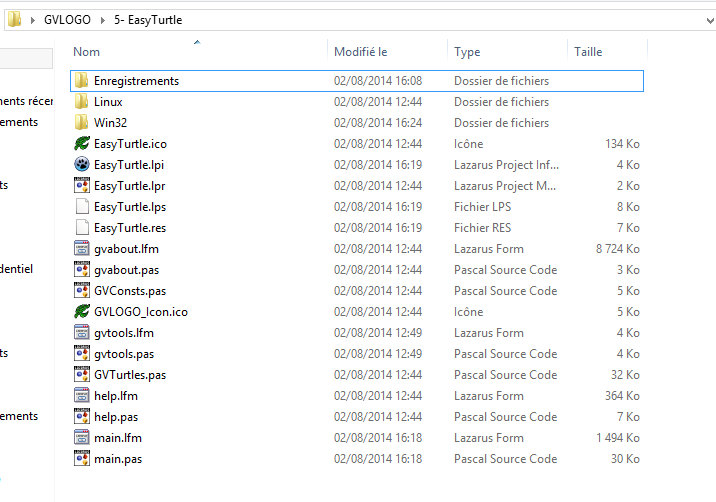 GVLOGO 5- EasyTurtle
Nom Modifié le Type Taille
Enregistrements 02/08/2014 16:08 Dossier de fichiers
ments récer Linux 02/08/2014 12:44 Dossier de fichiers
ements Win32 02/08/2014 16:24 Dossier de fichiers
EasyTurtle.ico 02/08/2014 12:44 Icône 134 Ko
EasyTurtle.lpi 02/08/2014 16:19 Lazarus Project Inf... 4 Ko
ts EasyTurtle.lpr 02/08/2014 12:44 Lazarus Project M... 2 Ko
EasyTurtle.lps 02/08/2014 16:19 Fichier LPS 8 Ko
EasyTurtle.res 02/08/2014 16:19 Fichier RES 7 Ko
gvabout.lfm 02/08/2014 12:44 Lazarus Form 8 724 Ko
dentiel gvabout.pas 02/08/2014 12:44 Pascal Source Code 3 Ko
GVConsts.pas 02/08/2014 12:44 Pascal Source Code 5 Ko
GVLOGO_Icon.ico 02/08/2014 12:44 Icône 5 Ko
gvtools.lfm 02/08/2014 12:49 Lazarus Form 4 Ko
ts gvtools.pas 02/08/2014 12:49 Pascal Source Code 4 Ko
GVTurtles.pas 02/08/2014 12:44 Pascal Source Code 32 Ko
help.lfm 02/08/2014 12:44 Lazarus Form 364 Ko
ements help.pas 02/08/2014 12:44 Pascal Source Code 7 Ko
main.lfm 02/08/2014 16:18 Lazarus Form 1 494 Ko
main.pas 02/08/2014 16:18 Pascal Source Code 30 Ko